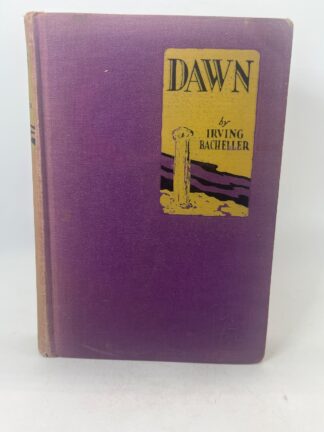 DAWN
by
IRVING
BACHELLER